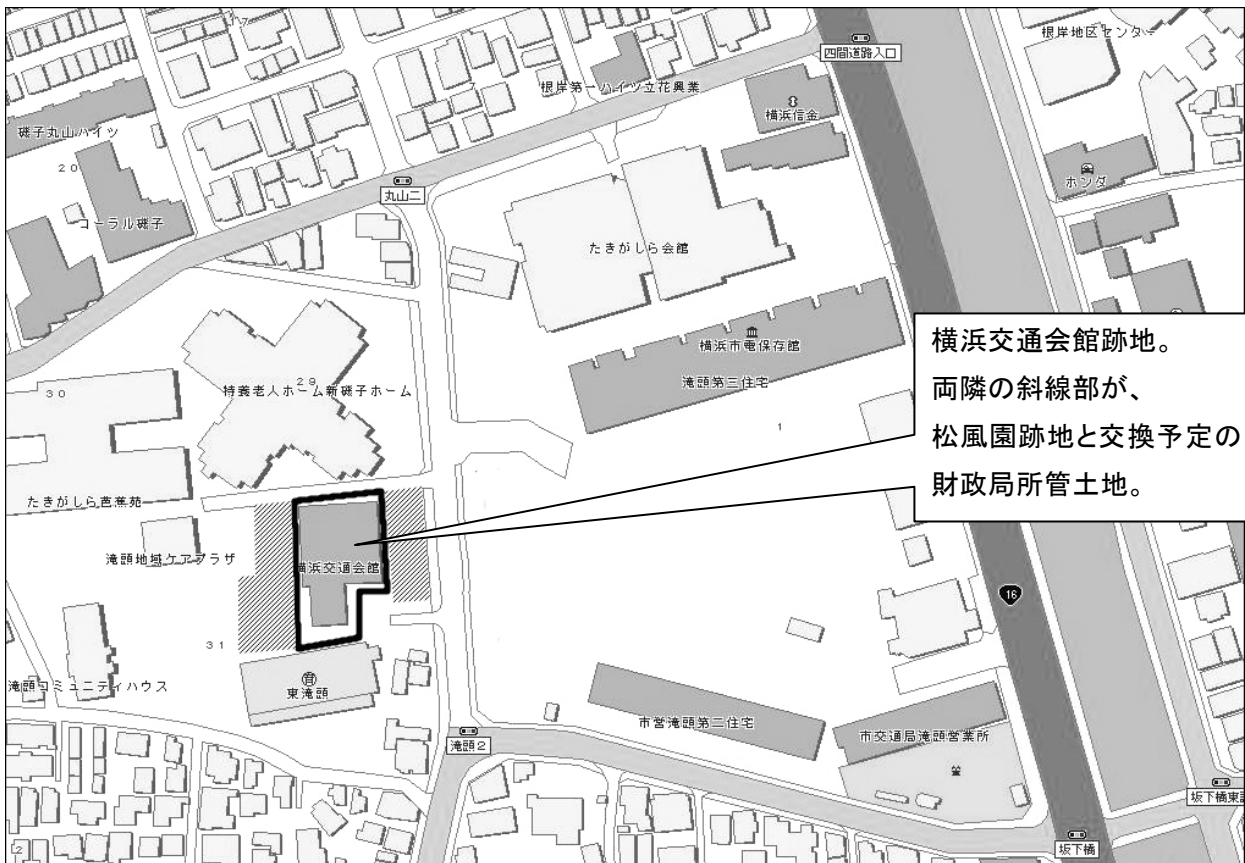 17
四間道路入口
根岸地区センター
根岸第一ハイツ立花興業
横浜信金
磯子丸山ハイツ
20
丸山二
ホンダ
コーラル磯子
たきがしら会館
横浜市電保存館
滝頭第三住宅
横浜交通会館跡地。
両隣の斜線部が、
松風園跡地と交換予定の
財政局所管土地。
29
30
特養老人ホーム新磯子ホーム
1
たきがしら芭蕉苑
滝頭地域ケアプラザ
横浜交通会館
16
31
滝頭コミュニティハウス
東滝頭
市営滝頭第二住宅
市交通局滝頭営業所
滝頭2
坂下橋
2